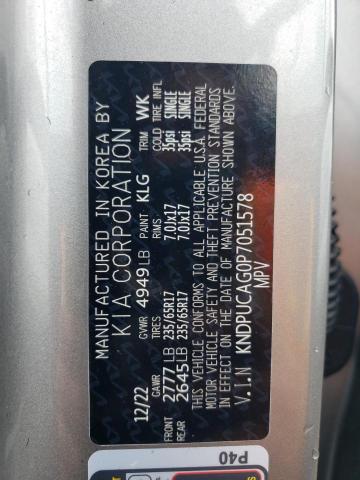 MANUFACTURED IN KOREA BY
KIA CORPORATION
12/22 GVWR 4949LB PAINT KLG TRIM WK
GAWR TIRES RIMS COLD TIRE INFL
FRONT 2777LB 235/65R17 7.0JX17 35psi SINGLE
REAR 2645LB 235/65R17 7.0JX17 35psi SINGLE
THIS VEHICLE CONFORMS TO ALL APPLICABLE U.S.A. FEDERAL
MOTOR VEHICLE SAFETY AND THEFT PREVENTION STANDARDS
IN EFFECT ON THE DATE OF MANUFACTURE SHOWN ABOVE.
V.I.N KNDPUCAG0P7051578
MPV
P40